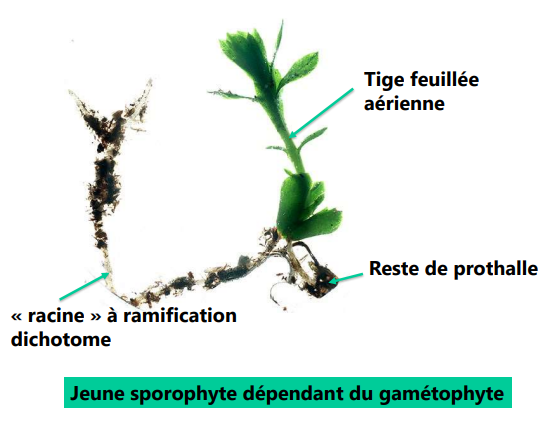 Tige feuillée
aérienne
Reste de prothalle
« racine » à ramification
dichotome
Jeune sporophyte dépendant du gamétophyte